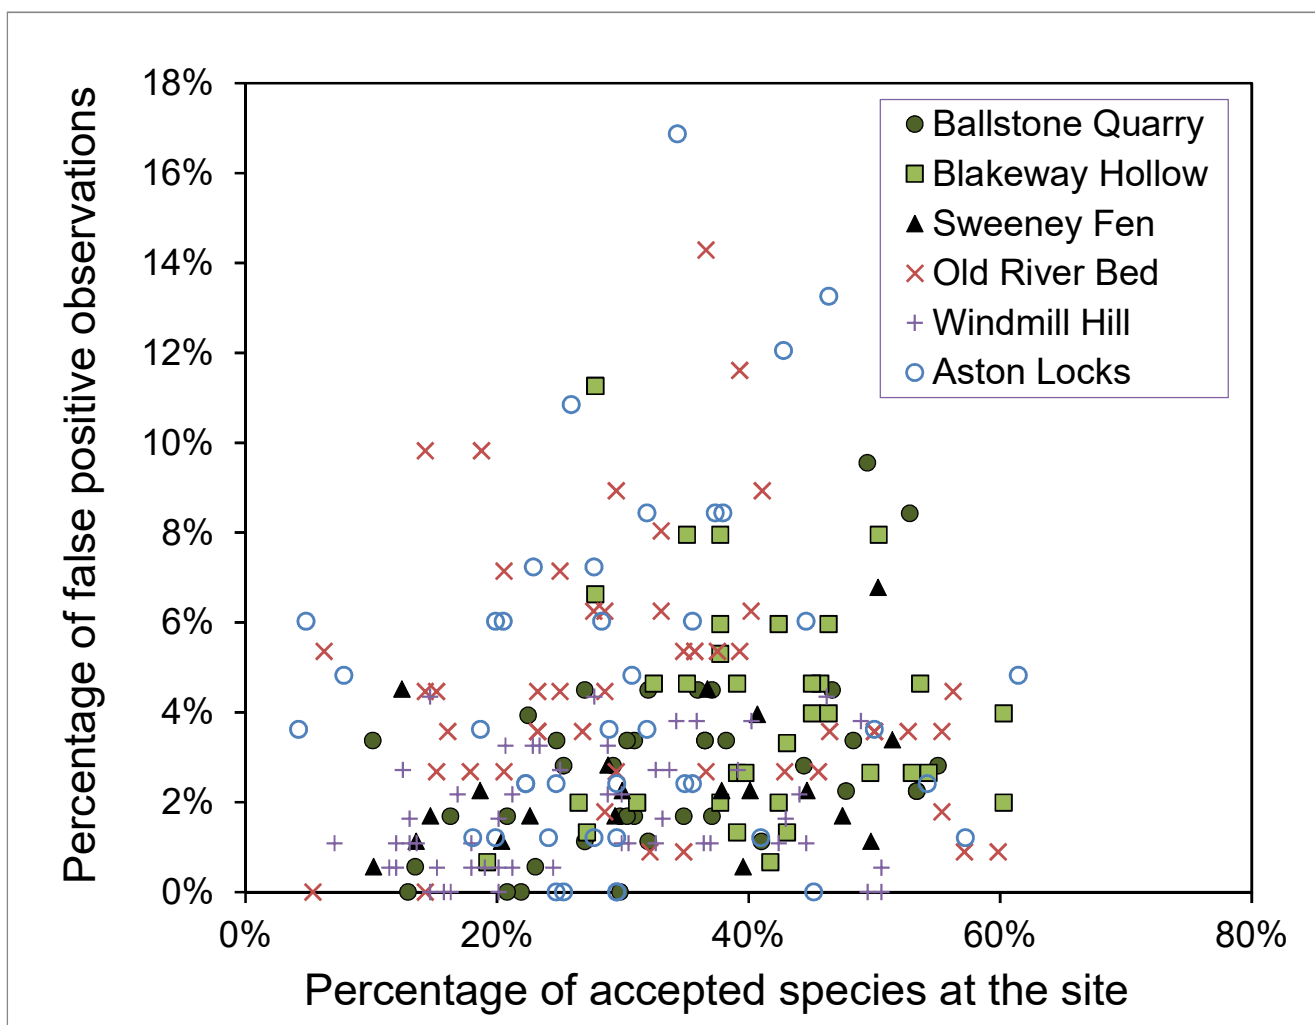 Percentage of false positive observations
18%
16%
14%
12%
10%
8%
6%
4%
2%
0%
Ballstone Quarry
Blakeway Hollow
Sweeney Fen
Old River Bed
Windmill Hill
Aston Locks
0% 20% 40% 60% 80%
Percentage of accepted species at the site